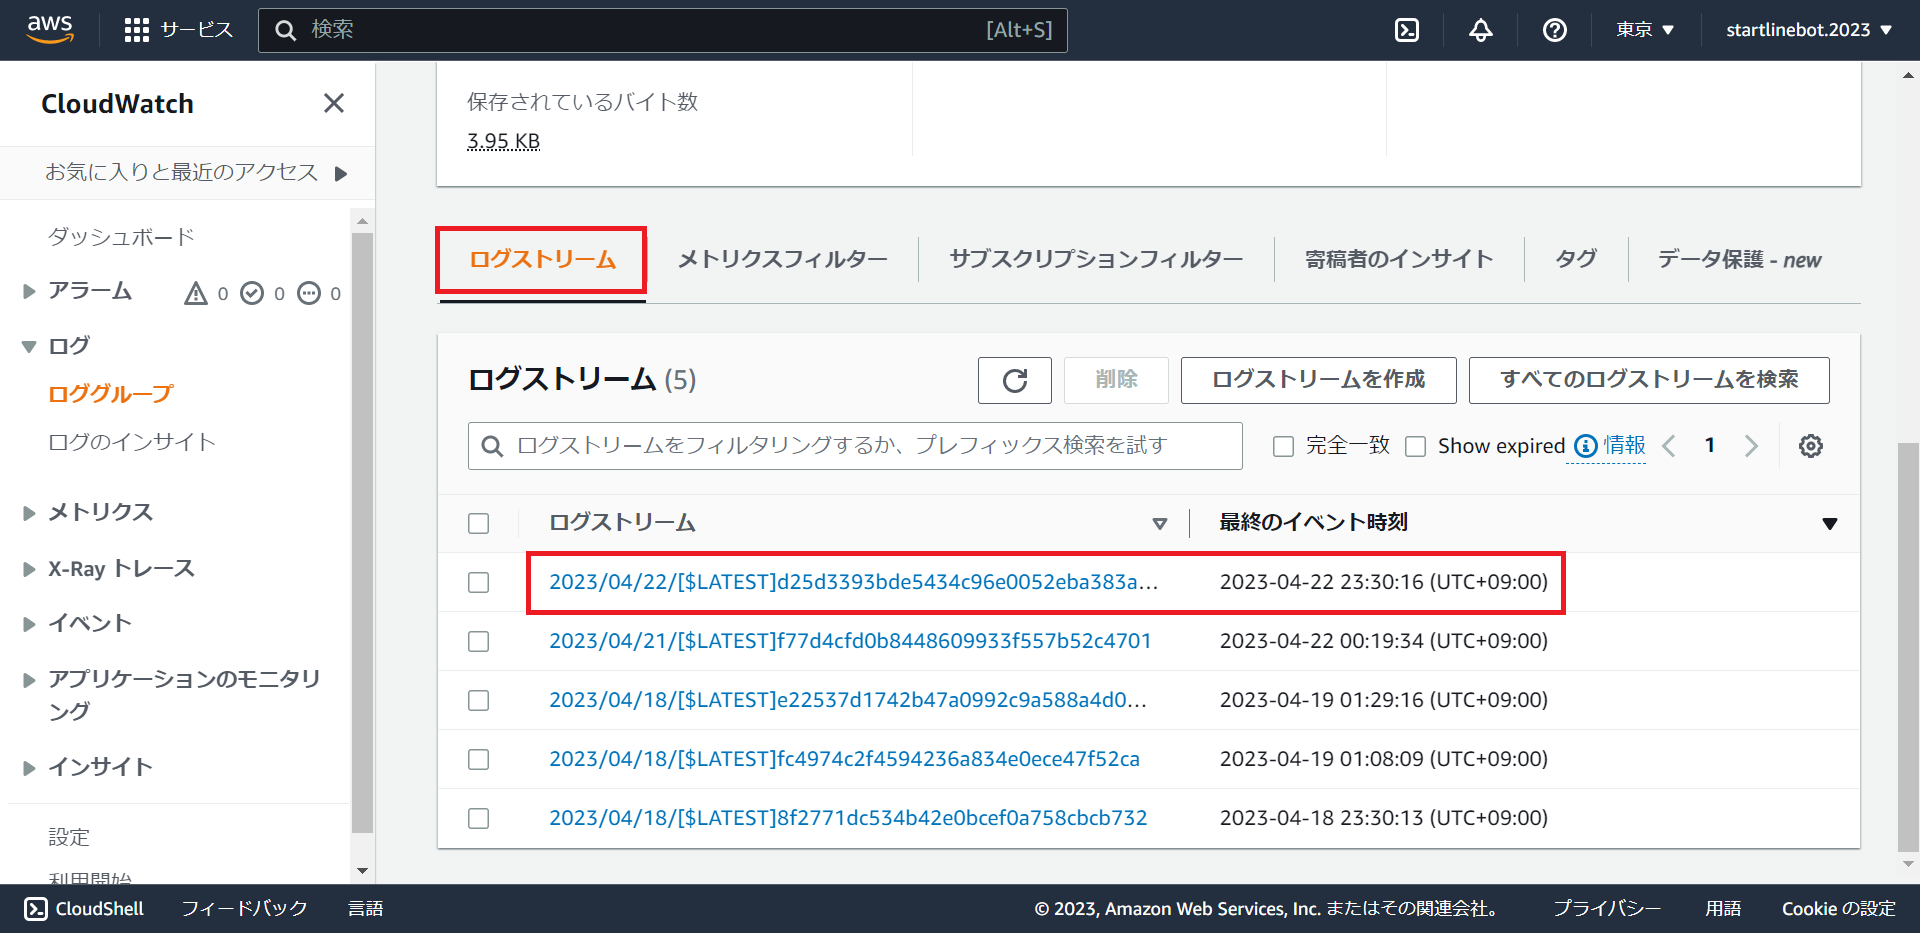 aws
サービス
検索
[Alt+S]
東京
startlinebot.2023
CloudWatch
お気に入りと最近のアクセス
ダッシュボード
アラーム 0 0 0
ログ
ロググループ
ログのインサイト
メトリクス
X-Ray トレース
イベント
アプリケーションのモニタリ
ング
インサイト
設定
利用開始
保存されているバイト数
3.95 KB
ログストリーム
メトリクスフィルター
サブスクリプションフィルター
寄稿者のインサイト
タグ
データ保護 - new
ログストリーム (5)
削除
ログストリームを作成
すべてのログストリームを検索
ログストリームをフィルタリングするか、プレフィックス検索を試す
完全一致
Show expired
情報
1
ログストリーム 最終のイベント時刻
2023/04/22/[$LATEST]d25d3393bde5434c96e0052eba383a... 2023-04-22 23:30:16 (UTC+09:00)
2023/04/21/[$LATEST]f77d4cfd0b8448609933f557b52c4701 2023-04-22 00:19:34 (UTC+09:00)
2023/04/18/[$LATEST]e22537d1742b47a0992c9a588a4d0... 2023-04-19 01:29:16 (UTC+09:00)
2023/04/18/[$LATEST]fc4974c2f4594236a834e0ece47f52ca 2023-04-19 01:08:09 (UTC+09:00)
2023/04/18/[$LATEST]8f2771dc534b42e0bcef0a758cbcb732 2023-04-18 23:30:13 (UTC+09:00)
CloudShell
フィードバック
言語
© 2023, Amazon Web Services, Inc. またはその関連会社。
プライバシー
用語
Cookie の設定